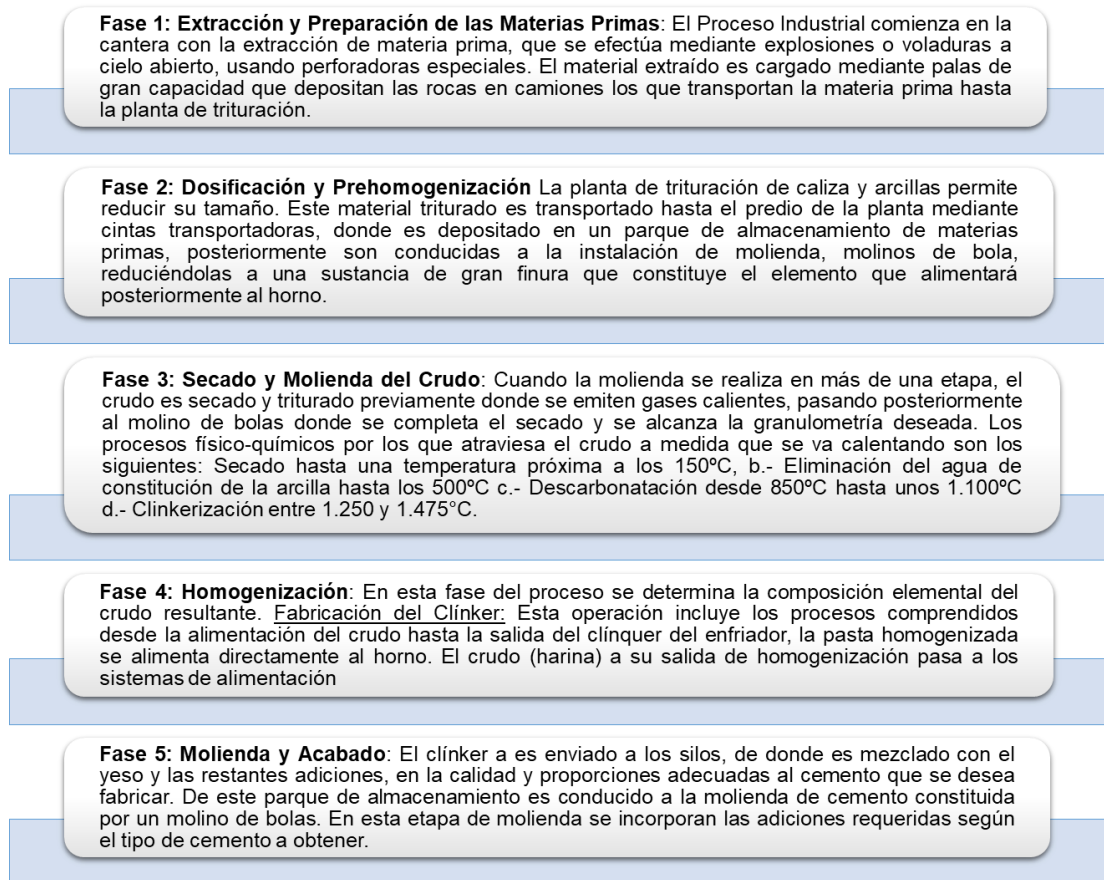 Fase 1: Extracción y Preparación de las Materias Primas: El Proceso Industrial comienza en la
cantera con la extracción de materia prima, que se efectúa mediante explosiones o voladuras a
cielo abierto, usando perforadoras especiales. El material extraído es cargado mediante palas de
gran capacidad que depositan las rocas en camiones los que transportan la materia prima hasta
la planta de trituración.
Fase 2: Dosificación y Prehomogenización La planta de trituración de caliza y arcillas permite
reducir su tamaño. Este material triturado es transportado hasta el predio de la planta mediante
cintas transportadoras, donde es depositado en un parque de almacenamiento de materias
primas, posteriormente son conducidas a la instalación de molienda, molinos de bola,
reduciéndolas a una sustancia de gran finura que constituye el elemento que alimentará
posteriormente al horno.
Fase 3: Secado y Molienda del Crudo: Cuando la molienda se realiza en más de una etapa, el
crudo es secado y triturado previamente donde se emiten gases calientes, pasando posteriormente
al molino de bolas donde se completa el secado y se alcanza la granulometría deseada. Los
procesos físico-químicos por los que atraviesa el crudo a medida que se va calentando son los
siguientes: Secado hasta una temperatura próxima a los 150ºC, b.- Eliminación del agua de
constitución de la arcilla hasta los 500ºC c.- Descarbonatación desde 850ºC hasta unos 1.100ºC
d.- Clinkerización entre 1.250 y 1.475°C.
Fase 4: Homogenización: En esta fase del proceso se determina la composición elemental del
crudo resultante. Fabricación del Clínker: Esta operación incluye los procesos comprendidos
desde la alimentación del crudo hasta la salida del clínquer del enfriador, la pasta homogenizada
se alimenta directamente al horno. El crudo (harina) a su salida de homogenización pasa a los
sistemas de alimentación
Fase 5: Molienda y Acabado: El clínker a es enviado a los silos, de donde es mezclado con el
yeso y las restantes adiciones, en la calidad y proporciones adecuadas al cemento que se desea
fabricar. De este parque de almacenamiento es conducido a la molienda de cemento constituida
por un molino de bolas. En esta etapa de molienda se incorporan las adiciones requeridas según
el tipo de cemento a obtener.